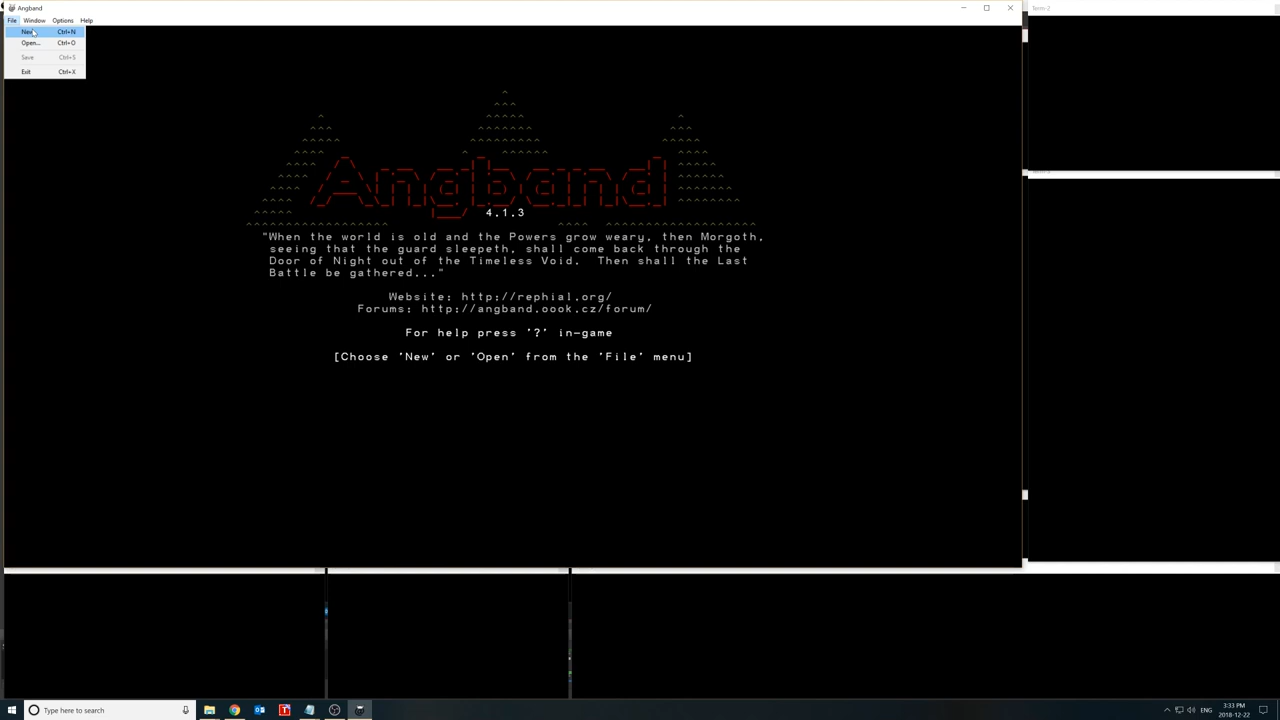 Angband
File Window Options Help
New Ctrl+N
Open... Ctrl+O
Save Ctrl+S
Exit Ctrl+X
Term-2
Angband
4.1.3
"When the world is old and the Powers grow weary, then Morgoth,
seeing that the guard sleepeth, shall come back through the
Door of Night out of the Timeless Void. Then shall the Last
Battle be gathered..."
Website: http://rephial.org/
Forums: http://angband.oook.cz/forum/
For help press '?' in-game
[Choose 'New' or 'Open' from the 'File' menu]
Type here to search
ENG
3:33 PM
2018-12-22